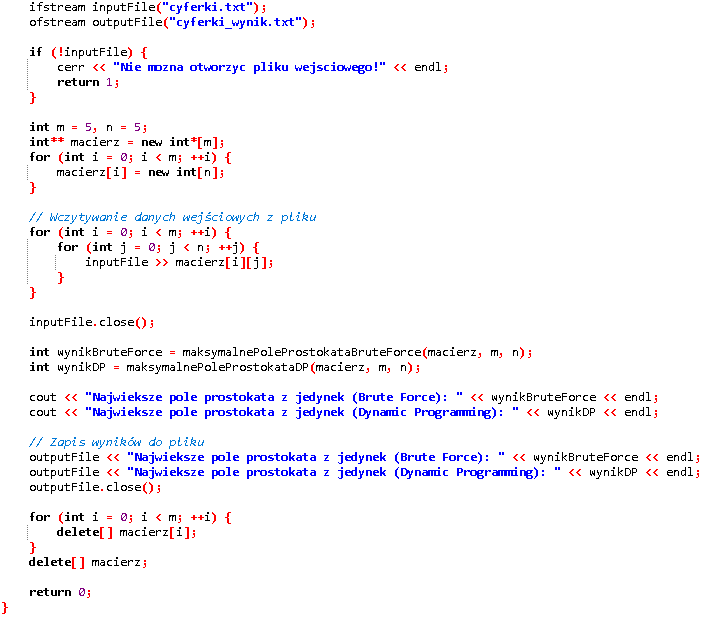 ifstream inputFile("cyferki.txt");
ofstream outputFile("cyferki_wynik.txt");
if (!inputFile) {
cerr << "Nie mozna otworzyc pliku wejsciowego!" << endl;
return 1;
}
int m = 5, n = 5;
int** macierz = new int*[m];
for (int i = 0; i < m; ++i) {
macierz[i] = new int[n];
}
// Wczytywanie danych wejściowych z pliku
for (int i = 0; i < m; ++i) {
for (int j = 0; j < n; ++j) {
inputFile >> macierz[i][j];
}
}
inputFile.close();
int wynikBruteForce = maksymalnePoleProstokataBruteForce(macierz, m, n);
int wynikDP = maksymalnePoleProstokataDP(macierz, m, n);
cout << "Najwieksze pole prostokata z jedynek (Brute Force): " << wynikBruteForce << endl;
cout << "Najwieksze pole prostokata z jedynek (Dynamic Programming): " << wynikDP << endl;
// Zapis wyników do pliku
outputFile << "Najwieksze pole prostokata z jedynek (Brute Force): " << wynikBruteForce << endl;
outputFile << "Najwieksze pole prostokata z jedynek (Dynamic Programming): " << wynikDP << endl;
outputFile.close();
for (int i = 0; i < m; ++i) {
delete[] macierz[i];
}
delete[] macierz;
return 0;
}